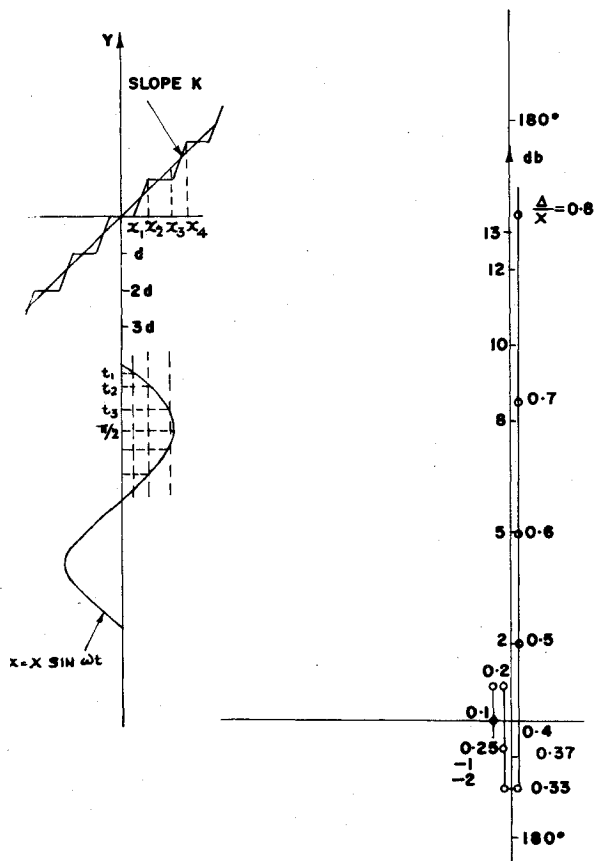 Y
SLOPE K
x₁ x₂ x₃ x₄
d
2d
3d
t₁
t₂
t₃
π/2
x=X SIN ωt
180°
db
Δ/X=0.8
13
12
10
0.7
8
5 0.6
2 0.5
0.2
0.1
0.4
0.25 0.37
-1
-2 0.33
180°